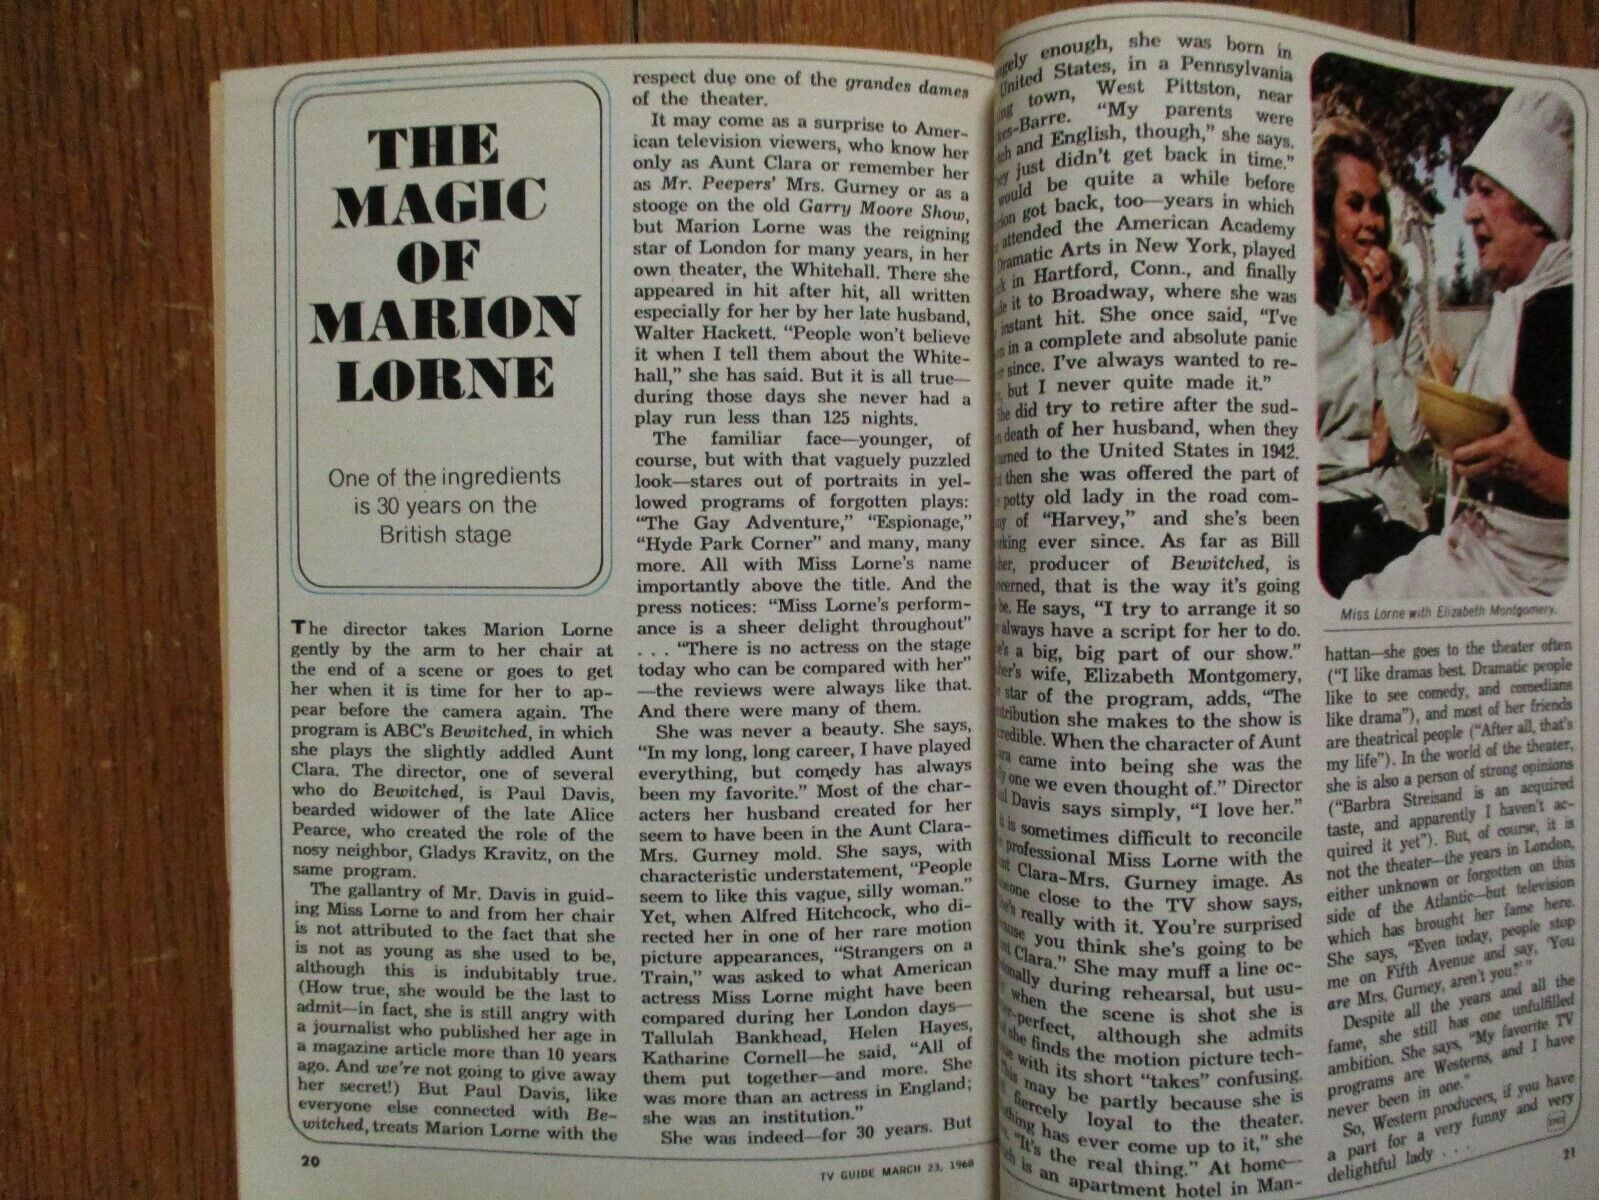 THE
MAGIC
OF
MARION
LORNE
One of the ingredients
is 30 years on the
British stage
The director takes Marion Lorne
gently by the arm to her chair at
the end of a scene or goes to get
her when it is time for her to ap-
pear before the camera again. The
program is ABC's Bewitched, in which
she plays the slightly addled Aunt
Clara. The director, one of several
who do Bewitched, is Paul Davis,
bearded widower of the late Alice
Pearce, who created the role of the
nosy neighbor, Gladys Kravitz, on the
same program.
The gallantry of Mr. Davis in guid-
ing Miss Lorne to and from her chair
is not attributed to the fact that she
is not as young as she used to be,
although this is indubitably true.
(How true, she would be the last to
admit—in fact, she is still angry with
a journalist who published her age in
a magazine article more than 10 years
ago. And we're not going to give away
her secret!) But Paul Davis, like
everyone else connected with Be-
witched, treats Marion Lorne with the
20
respect due one of the grandes dames
of the theater.
It may come as a surprise to Amer-
ican television viewers, who know her
only as Aunt Clara or remember her
as Mr. Peepers' Mrs. Gurney or as a
stooge on the old Garry Moore Show,
but Marion Lorne was the reigning
star of London for many years, in her
own theater, the Whitehall. There she
appeared in hit after hit, all written
especially for her by her late husband,
Walter Hackett. "People won't believe
it when I tell them about the White-
hall," she has said. But it is all true—
during those days she never had a
play run less than 125 nights.
The familiar face—younger, of
course, but with that vaguely puzzled
look—stares out of portraits in yel-
lowed programs of forgotten plays:
"The Gay Adventure," "Espionage,"
"Hyde Park Corner" and many, many
more. All with Miss Lorne's name
importantly above the title. And the
press notices: "Miss Lorne's perform-
ance is a sheer delight throughout"
. . . "There is no actress on the stage
today who can be compared with her"
—the reviews were always like that.
And there were many of them.
She was never a beauty. She says,
"In my long, long career, I have played
everything, but comedy has always
been my favorite." Most of the char-
acters her husband created for her
seem to have been in the Aunt Clara-
Mrs. Gurney mold. She says, with
characteristic understatement, "People
seem to like this vague, silly woman."
Yet, when Alfred Hitchcock, who di-
rected her in one of her rare motion
picture appearances, "Strangers on a
Train," was asked to what American
actress Miss Lorne might have been
compared during her London days—
Tallulah Bankhead, Helen Hayes,
Katharine Cornell—he said, "All of
them put together—and more. She
was more than an actress in England;
she was an institution."
She was indeed—for 30 years. But
TV GUIDE MARCH 23, 1968
enough, she was born in
United States, in a Pennsylvania
town, West Pittston, near
"My parents were
and English, though," she says.
just didn't get back in time."
would be quite a while before
got back, too—years in which
attended the American Academy
Dramatic Arts in New York, played
in Hartford, Conn., and finally
it to Broadway, where she was
instant hit. She once said, "I've
in a complete and absolute panic
since. I've always wanted to re-
but I never quite made it."
She did try to retire after the sud-
death of her husband, when they
to the United States in 1942.
then she was offered the part of
potty old lady in the road com-
of "Harvey," and she's been
ever since. As far as Bill
producer of Bewitched, is
that is the way it's going
be. He says, "I try to arrange it so
always have a script for her to do.
a big, big part of our show."
wife, Elizabeth Montgomery,
star of the program, adds, "The
she makes to the show is
When the character of Aunt
came into being she was the
one we even thought of." Director
Davis says simply, "I love her."
is sometimes difficult to reconcile
professional Miss Lorne with the
Clara–Mrs. Gurney image. As
close to the TV show says,
really with it. You're surprised
you think she's going to be
Clara." She may muff a line oc-
during rehearsal, but usu-
when the scene is shot she is
although she admits
she finds the motion picture tech-
with its short "takes" confusing.
This may be partly because she is
fiercely loyal to the theater.
has ever come up to it," she
"It's the real thing." At home—
is an apartment hotel in Man-
Miss Lorne with Elizabeth Montgomery.
hattan—she goes to the theater often
("I like dramas best. Dramatic people
like to see comedy, and comedians
like drama"), and most of her friends
are theatrical people ("After all, that's
my life"). In the world of the theater,
she is also a person of strong opinions
("Barbra Streisand is an acquired
taste, and apparently I haven't ac-
quired it yet"). But, of course, it is
not the theater—the years in London,
either unknown or forgotten on this
side of the Atlantic—but television
which has brought her fame here.
She says, "Even today, people stop
me on Fifth Avenue and say, 'You
are Mrs. Gurney, aren't you?' "
Despite all the years and all the
fame, she still has one unfulfilled
ambition. She says, "My favorite TV
programs are Westerns, and I have
never been in one."
So, Western producers, if you have
a part for a very funny and very
delightful lady . . .
END
21